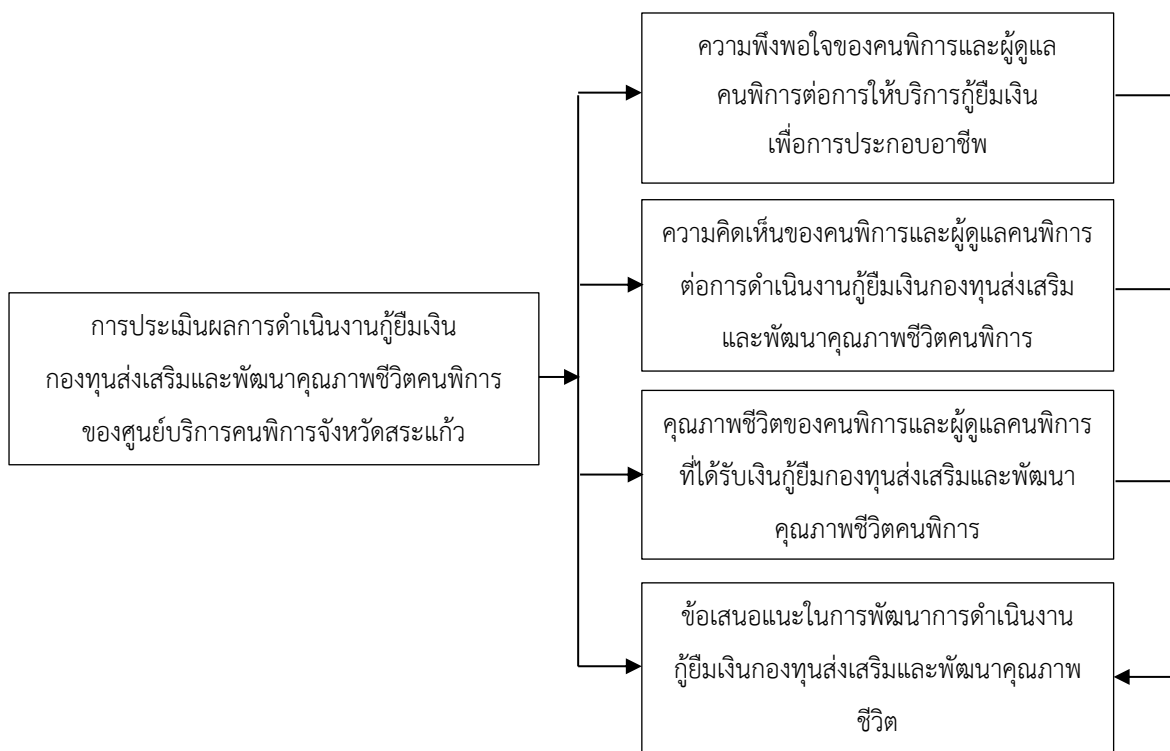 ความพึงพอใจของคนพิการและผู้ดูแล
คนพิการต่อการให้บริการกู้ยืมเงิน
เพื่อการประกอบอาชีพ
ความคิดเห็นของคนพิการและผู้ดูแลคนพิการ
ต่อการดำเนินงานกู้ยืมเงินกองทุนส่งเสริม
และพัฒนาคุณภาพชีวิตคนพิการ
การประเมินผลการดำเนินงานกู้ยืมเงิน
กองทุนส่งเสริมและพัฒนาคุณภาพชีวิตคนพิการ
ของศูนย์บริการคนพิการจังหวัดสระแก้ว
คุณภาพชีวิตของคนพิการและผู้ดูแลคนพิการ
ที่ได้รับเงินกู้ยืมกองทุนส่งเสริมและพัฒนา
คุณภาพชีวิตคนพิการ
ข้อเสนอแนะในการพัฒนาการดำเนินงาน
กู้ยืมเงินกองทุนส่งเสริมและพัฒนาคุณภาพ
ชีวิต